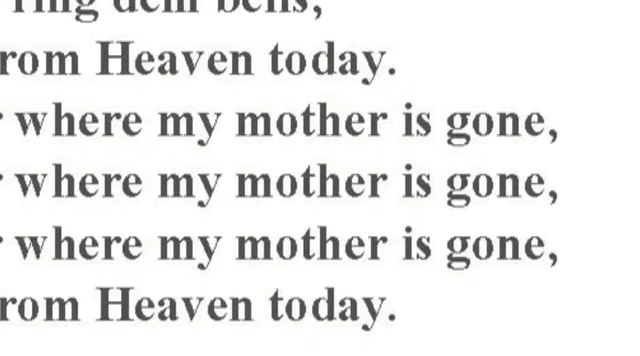 ring dem bells,
rom Heaven today.
where my mother is gone,
where my mother is gone,
where my mother is gone,
rom Heaven today.